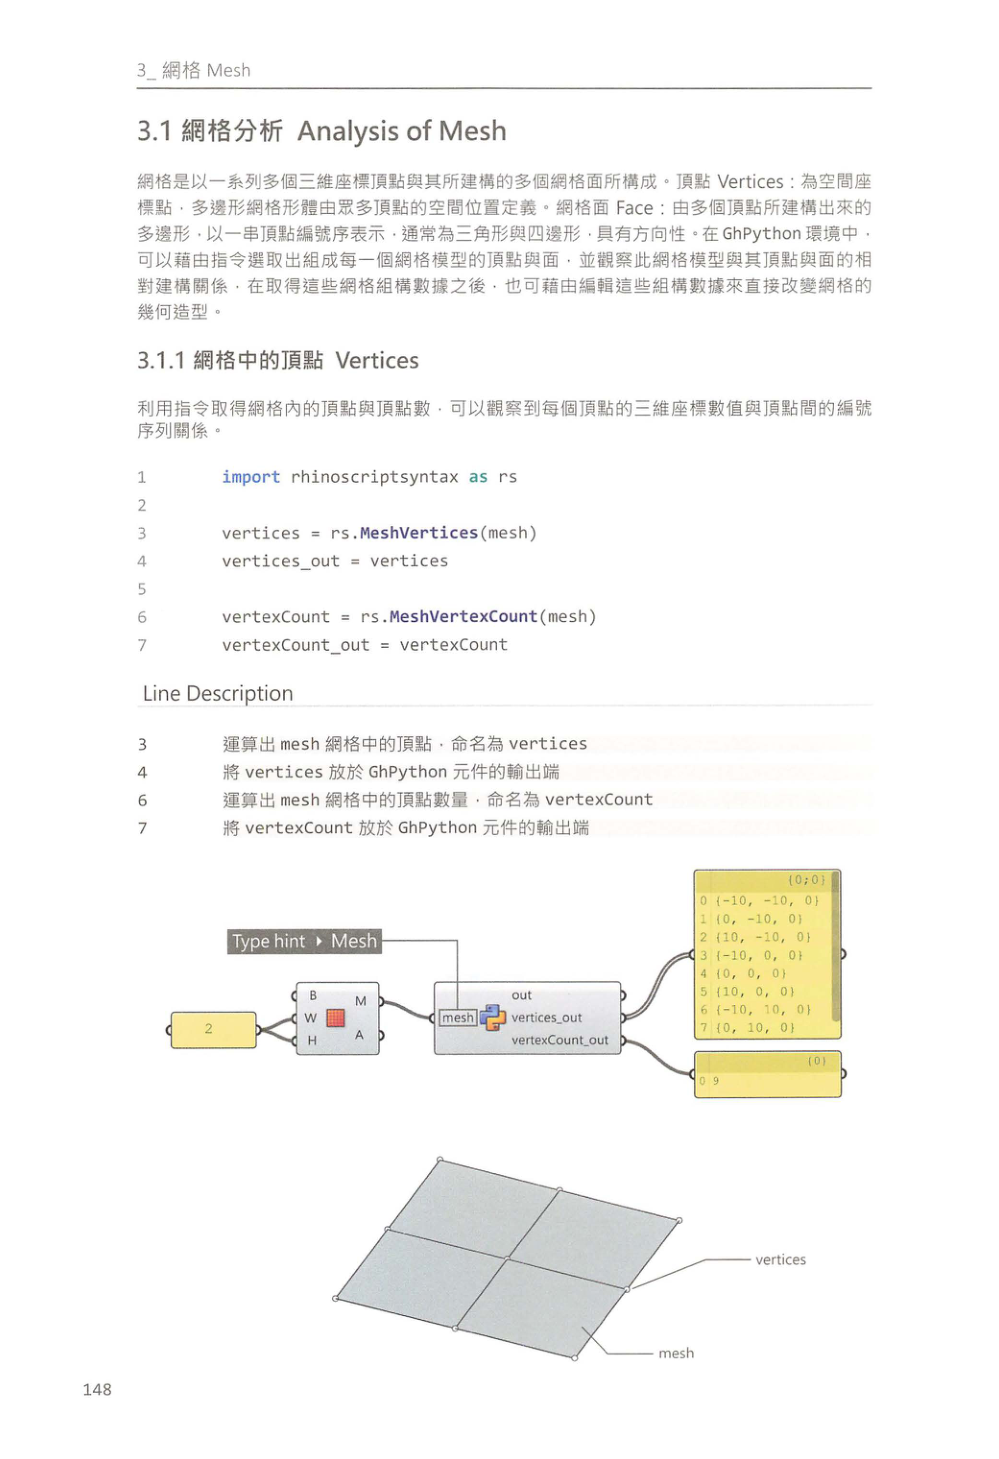 3_ 網格 Mesh
3.1 網格分析 Analysis of Mesh
網格是以一系列多個三維座標頂點與其所建構的多個網格面所構成。頂點 Vertices：為空間座
標點，多邊形網格形體由眾多頂點的空間位置定義。網格面 Face：由多個頂點所建構出來的
多邊形，以一串頂點編號序表示，通常為三角形與四邊形，具有方向性。在 GhPython 環境中，
可以藉由指令選取出組成每一個網格模型的頂點與面，並觀察此網格模型與其頂點與面的相
對建構關係，在取得這些網格組構數據之後，也可藉由編輯這些組構數據來直接改變網格的
幾何造型。
3.1.1 網格中的頂點 Vertices
利用指令取得網格內的頂點與頂點數，可以觀察到每個頂點的三維座標數值與頂點間的編號
序列關係。
1 import rhinoscriptsyntax as rs
2
3 vertices = rs.MeshVertices(mesh)
4 vertices_out = vertices
5
6 vertexCount = rs.MeshVertexCount(mesh)
7 vertexCount_out = vertexCount
Line Description
3 運算出 mesh 網格中的頂點，命名為 vertices
4 將 vertices 放於 GhPython 元件的輸出端
6 運算出 mesh 網格中的頂點數量，命名為 vertexCount
7 將 vertexCount 放於 GhPython 元件的輸出端
{0;0}
0 {-10, -10, 0}
1 {0, -10, 0}
2 {10, -10, 0}
3 {-10, 0, 0}
4 {0, 0, 0}
5 {10, 0, 0}
6 {-10, 10, 0}
7 {0, 10, 0}
Type hint ▸ Mesh
2
B
W
H
M
A
mesh
out
vertices_out
vertexCount_out
{0}
0 9
vertices
mesh
148